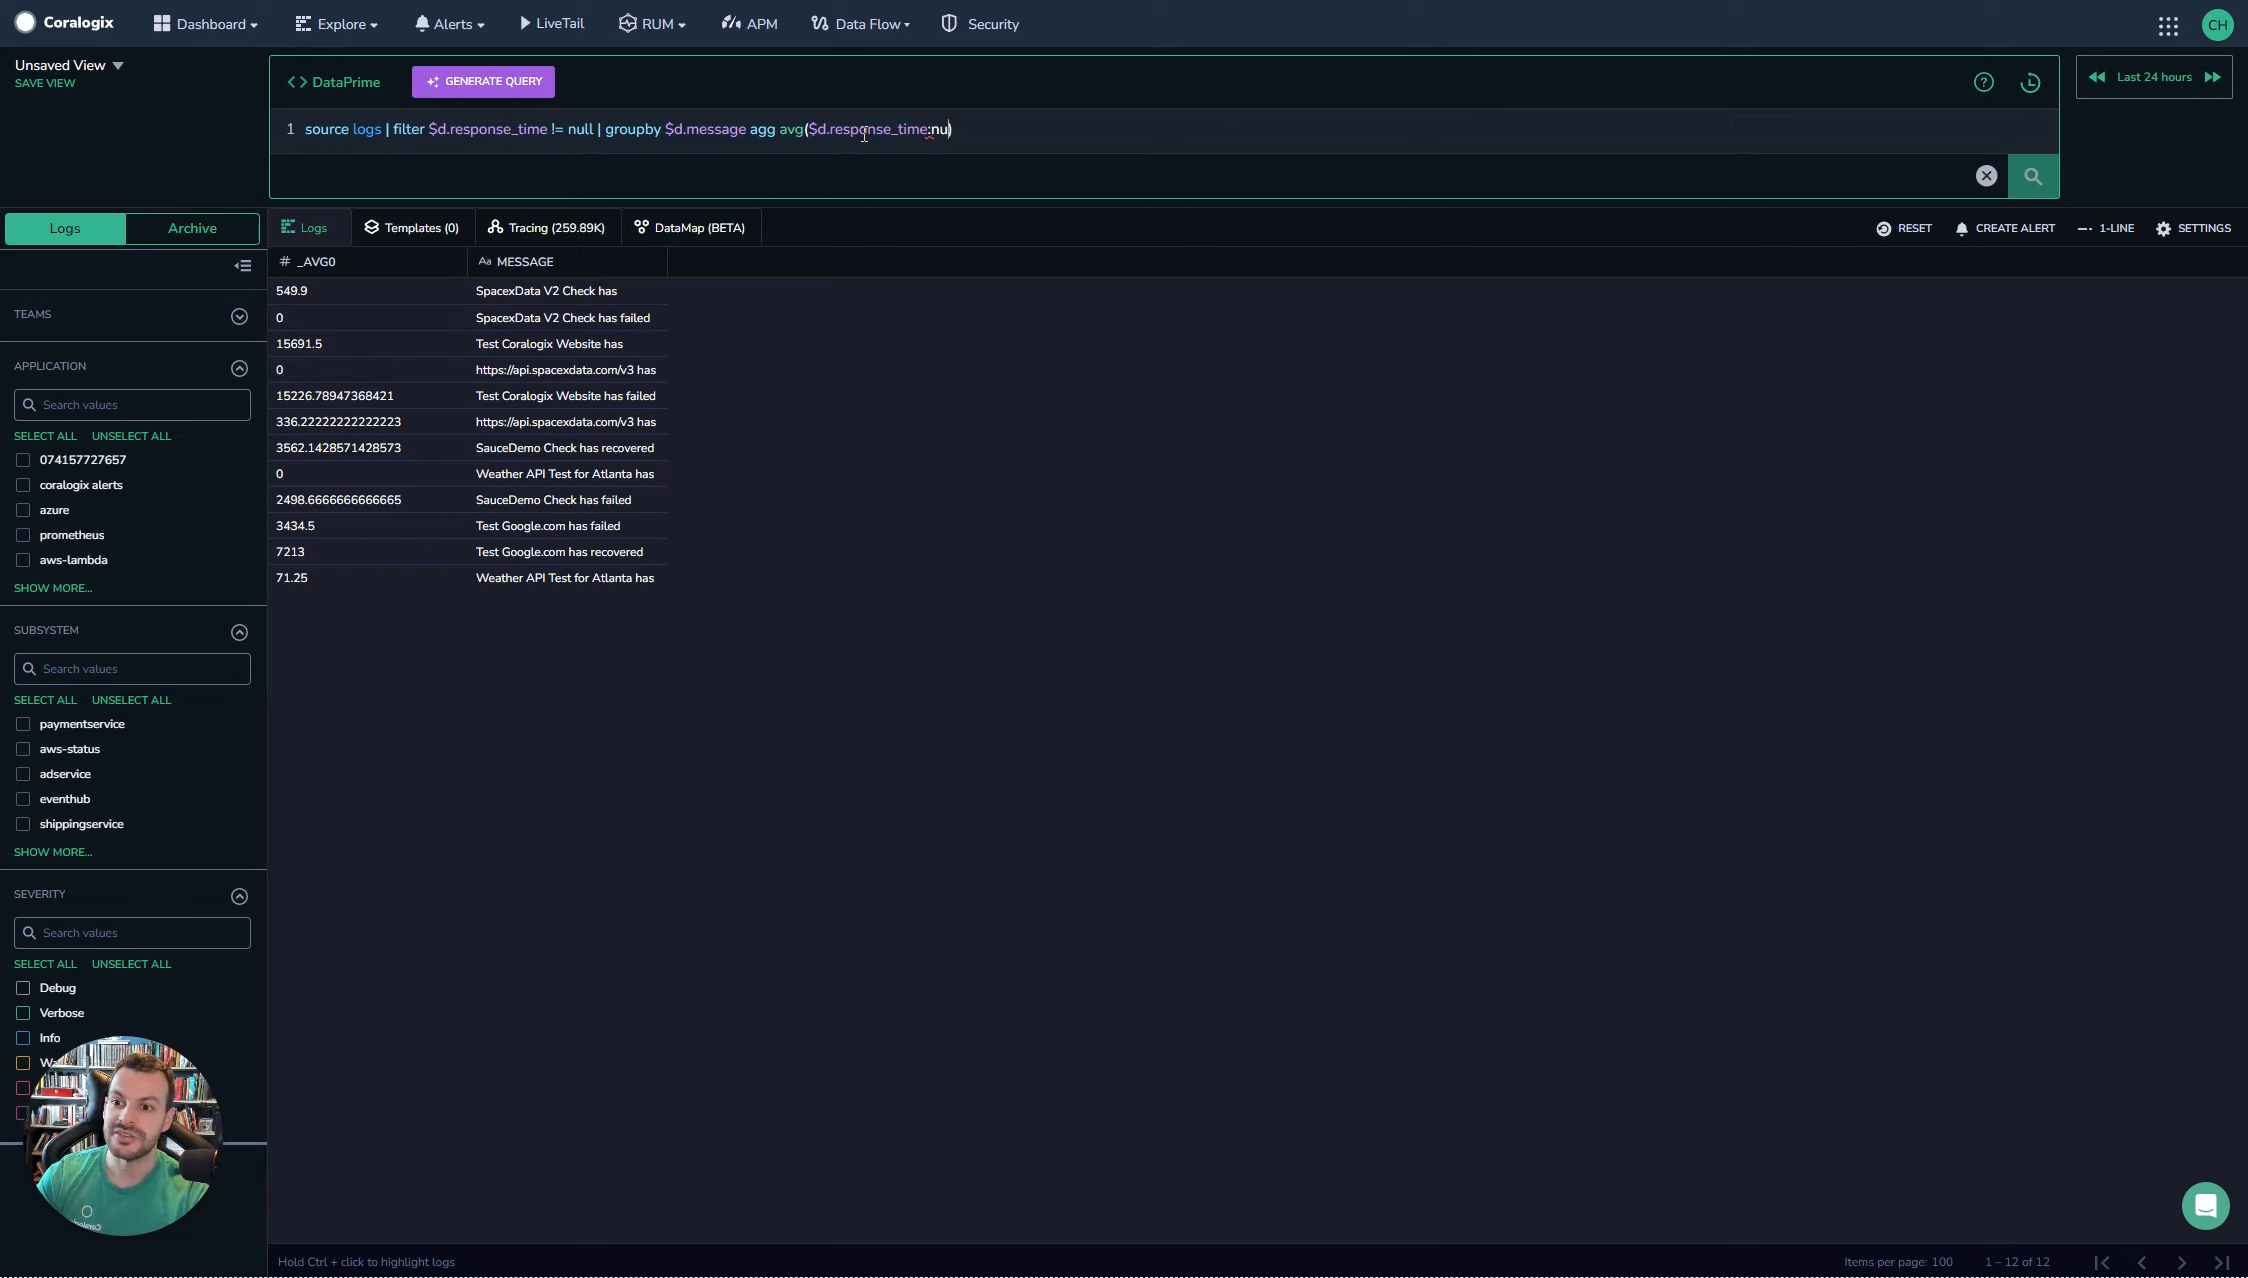 Coralogix
Dashboard
Explore
Alerts
LiveTail
RUM
APM
Data Flow
Security
CH
Unsaved View
SAVE VIEW
<> DataPrime
GENERATE QUERY
Last 24 hours
1 source logs | filter $d.response_time != null | groupby $d.message agg avg($d.response_time:nu)
Logs
Archive
Logs
Templates (0)
Tracing (259.89K)
DataMap (BETA)
RESET
CREATE ALERT
1-LINE
SETTINGS
# _AVG0
Aa MESSAGE
549.9 SpacexData V2 Check has
0 SpacexData V2 Check has failed
15691.5 Test Coralogix Website has
0 https://api.spacexdata.com/v3 has
15226.78947368421 Test Coralogix Website has failed
336.22222222222223 https://api.spacexdata.com/v3 has
3562.1428571428573 SauceDemo Check has recovered
0 Weather API Test for Atlanta has
2498.6666666666665 SauceDemo Check has failed
3434.5 Test Google.com has failed
7213 Test Google.com has recovered
71.25 Weather API Test for Atlanta has
TEAMS
APPLICATION
Search values
SELECT ALL UNSELECT ALL
074157727657
coralogix alerts
azure
prometheus
aws-lambda
SHOW MORE...
SUBSYSTEM
Search values
SELECT ALL UNSELECT ALL
paymentservice
aws-status
adservice
eventhub
shippingservice
SHOW MORE...
SEVERITY
Search values
SELECT ALL UNSELECT ALL
Debug
Verbose
Info
Hold Ctrl + click to highlight logs
Items per page: 100
1 – 12 of 12